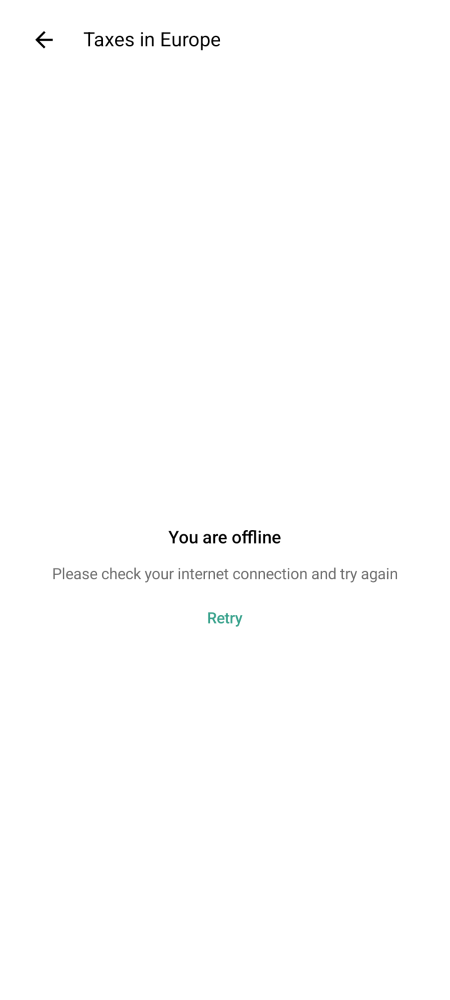 Taxes in Europe
You are offline
Please check your internet connection and try again
Retry